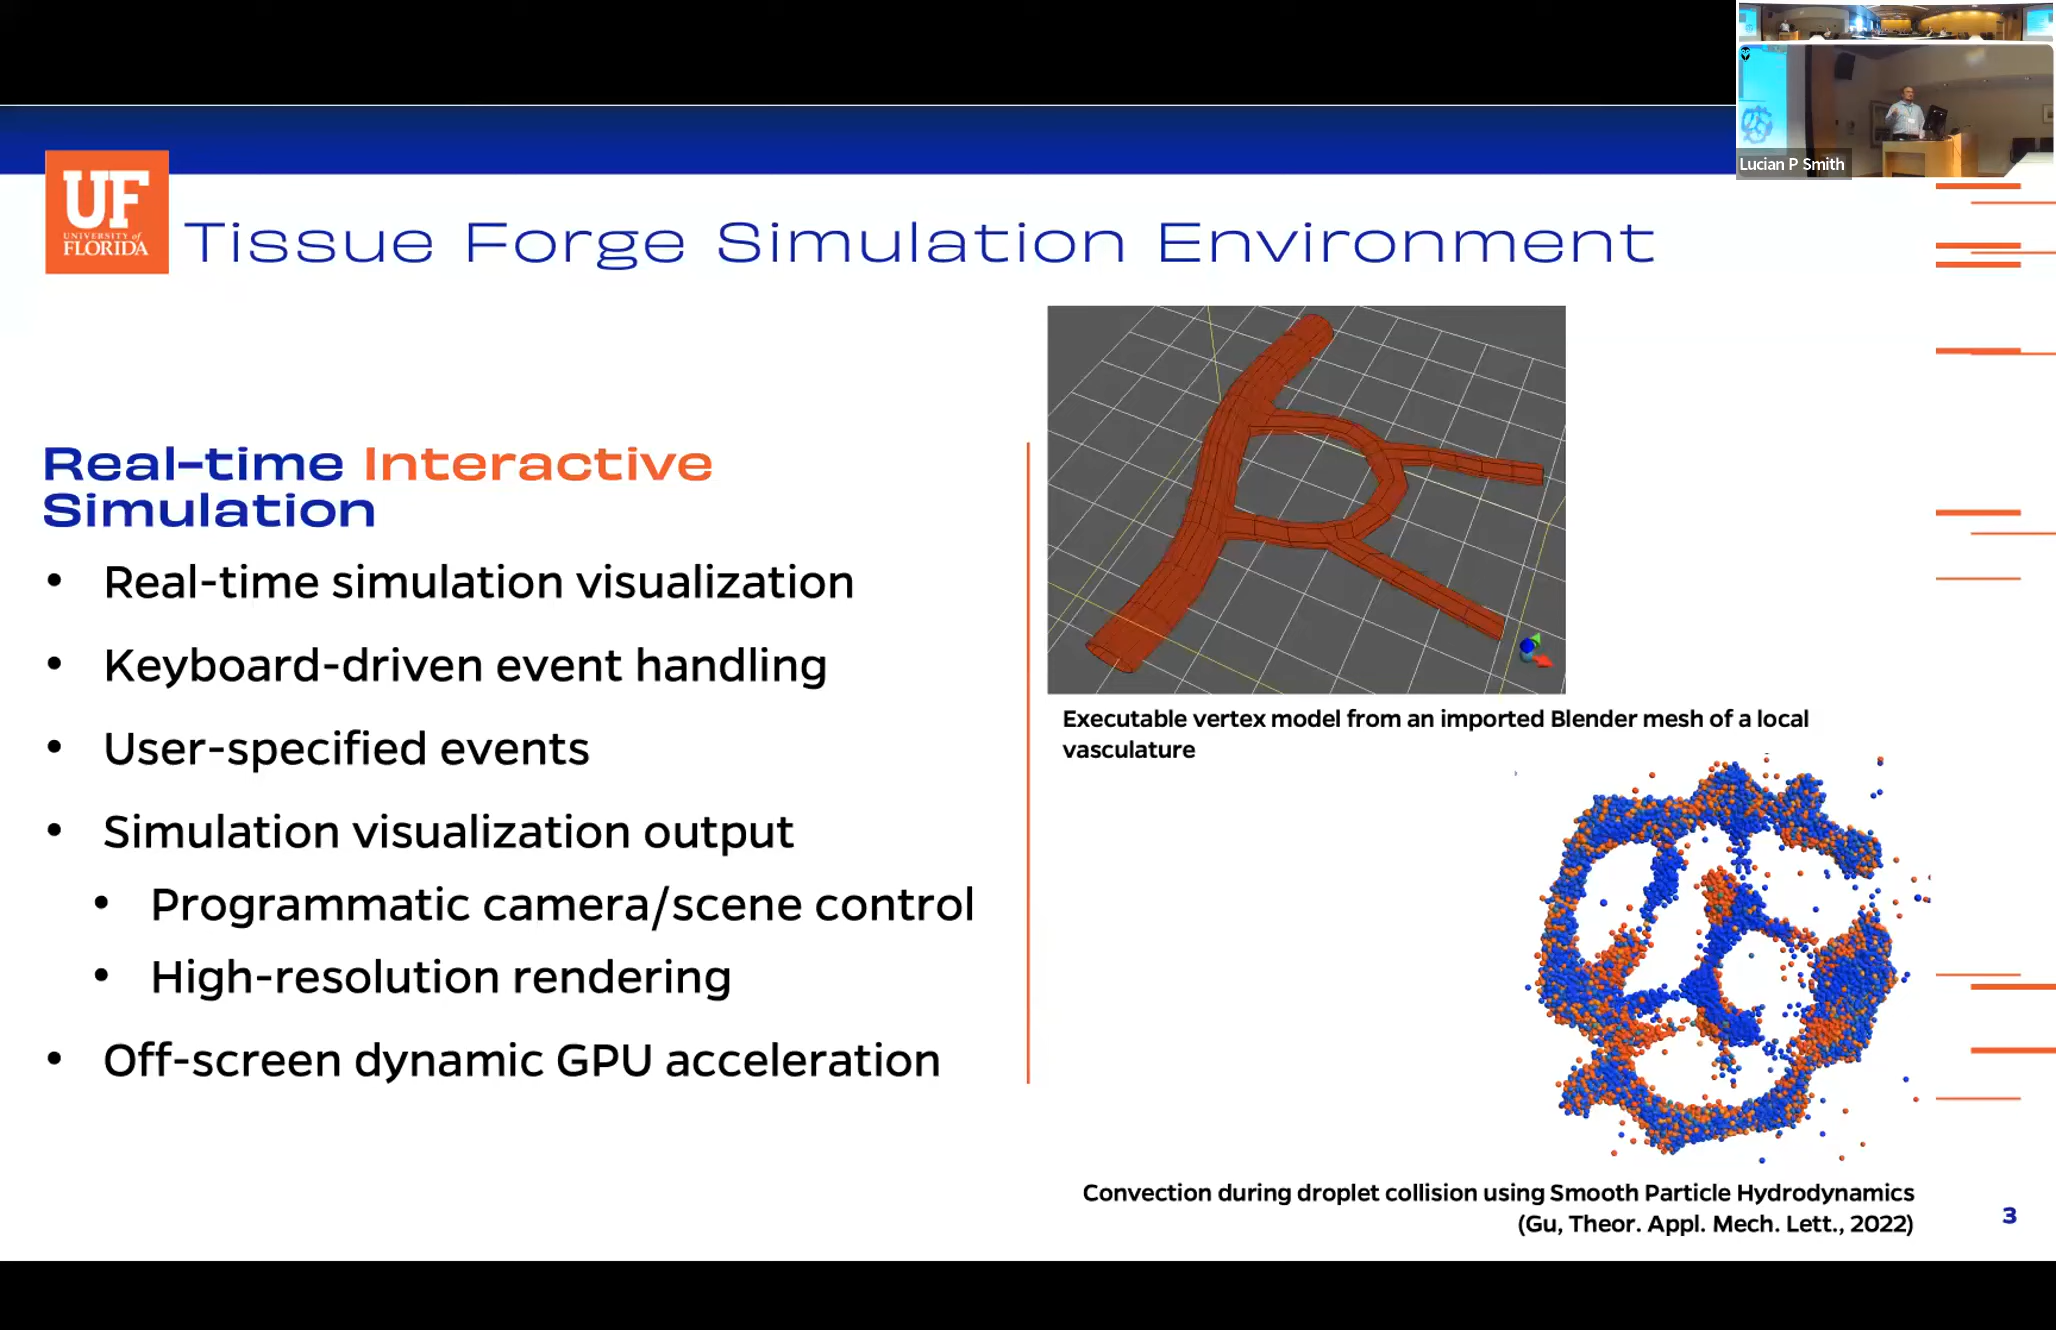 Lucian P Smith
UF
UNIVERSITY of
FLORIDA
Tissue Forge Simulation Environment
Real-time Interactive
Simulation
• Real-time simulation visualization
• Keyboard-driven event handling
• User-specified events
• Simulation visualization output
• Programmatic camera/scene control
• High-resolution rendering
• Off-screen dynamic GPU acceleration
Executable vertex model from an imported Blender mesh of a local
vasculature
Convection during droplet collision using Smooth Particle Hydrodynamics
(Gu, Theor. Appl. Mech. Lett., 2022)
3